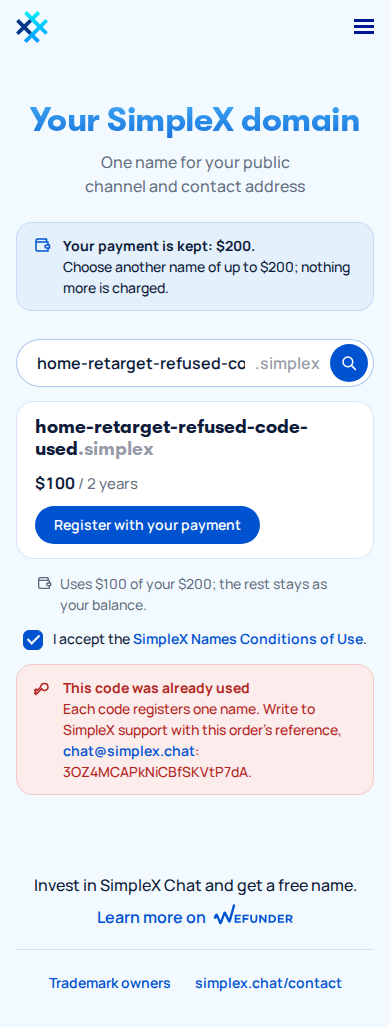 Your SimpleX domain
One name for your public
channel and contact address
Your payment is kept: $200.
Choose another name of up to $200; nothing
more is charged.
home-retarget-refused-co .simplex
home-retarget-refused-code-
used.simplex
$100 / 2 years
Register with your payment
Uses $100 of your $200; the rest stays as
your balance.
I accept the SimpleX Names Conditions of Use.
This code was already used
Each code registers one name. Write to
SimpleX support with this order's reference,
chat@simplex.chat:
3OZ4MCAPkNiCBfSKVtP7dA.
Invest in SimpleX Chat and get a free name.
Learn more on WEFUNDER
Trademark owners simplex.chat/contact